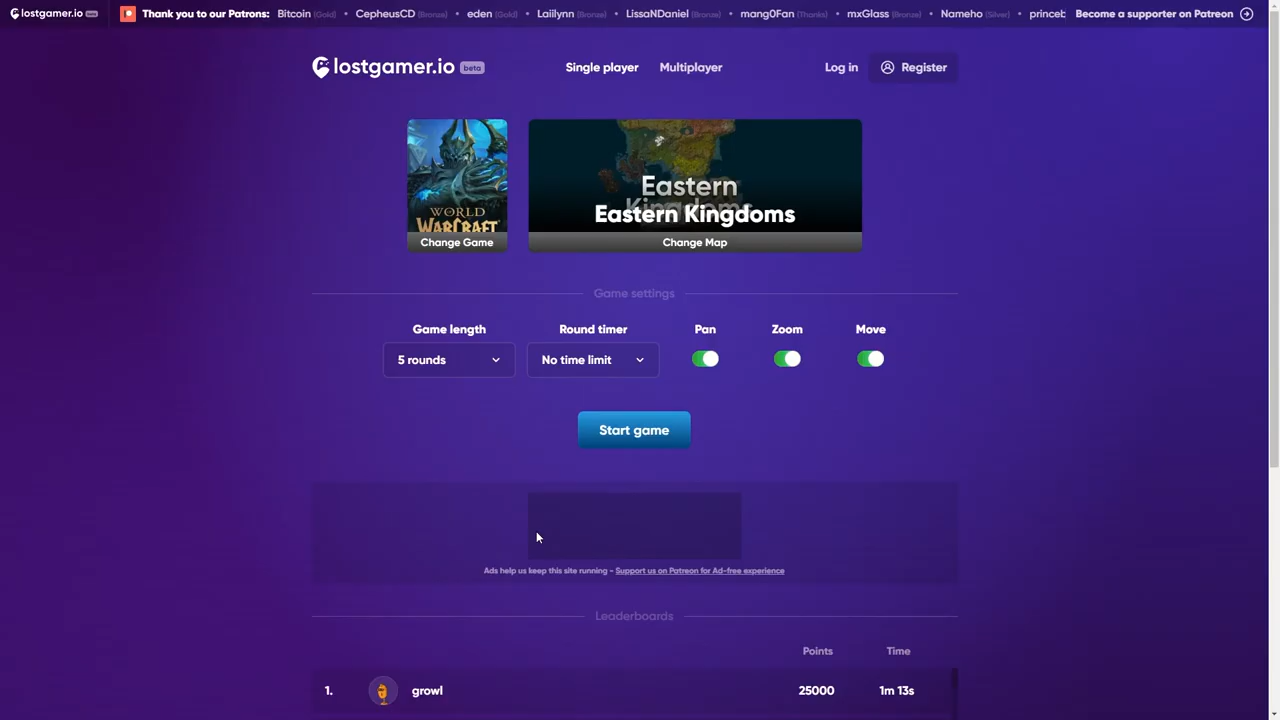 lostgamer.io beta
Thank you to our Patrons: Bitcoin (Gold) • CepheusCD (Bronze) • eden (Gold) • Laiilynn (Bronze) • LissaNDaniel (Bronze) • mang0Fan (Thanks) • mxGlass (Bronze) • Nameho (Silver) • princeb Become a supporter on Patreon
lostgamer.io beta
Single player Multiplayer
Log in Register
WORLD
WARCRAFT
Change Game
Eastern
Kingdoms
Eastern Kingdoms
Change Map
Game settings
Game length Round timer Pan Zoom Move
5 rounds No time limit
Start game
Ads help us keep this site running - Support us on Patreon for Ad-free experience
Leaderboards
Points Time
1. growl 25000 1m 13s